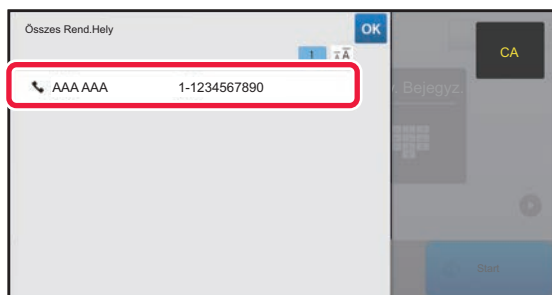 Összes Rend.Hely
OK
1
CA
AAA AAA 1-1234567890
. Bejegyz.
Start